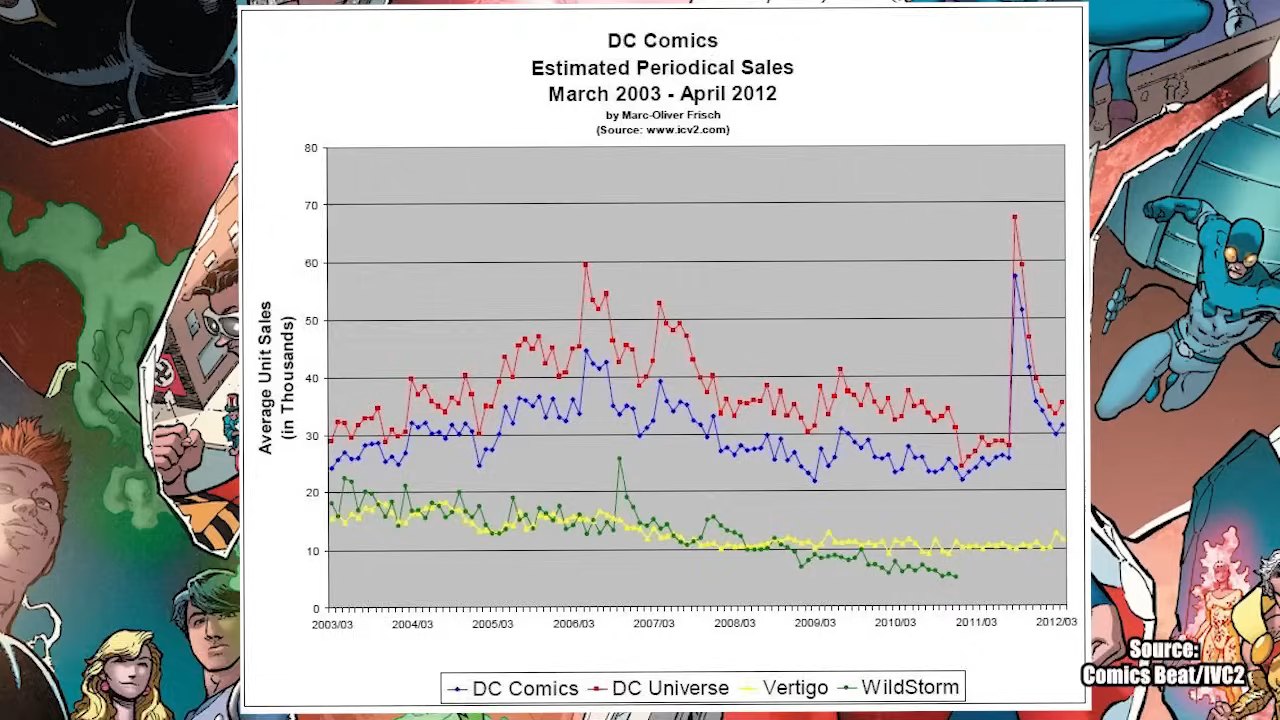 DC Comics
Estimated Periodical Sales
March 2003 - April 2012
by Marc-Oliver Frisch
(Source: www.icv2.com)
80
70
60
50
40
30
20
10
0
Average Unit Sales
(in Thousands)
2003/03 2004/03 2005/03 2006/03 2007/03 2008/03 2009/03 2010/03 2011/03 2012/03
DC Comics DC Universe Vertigo WildStorm
Source:
Comics Beat/IVC2